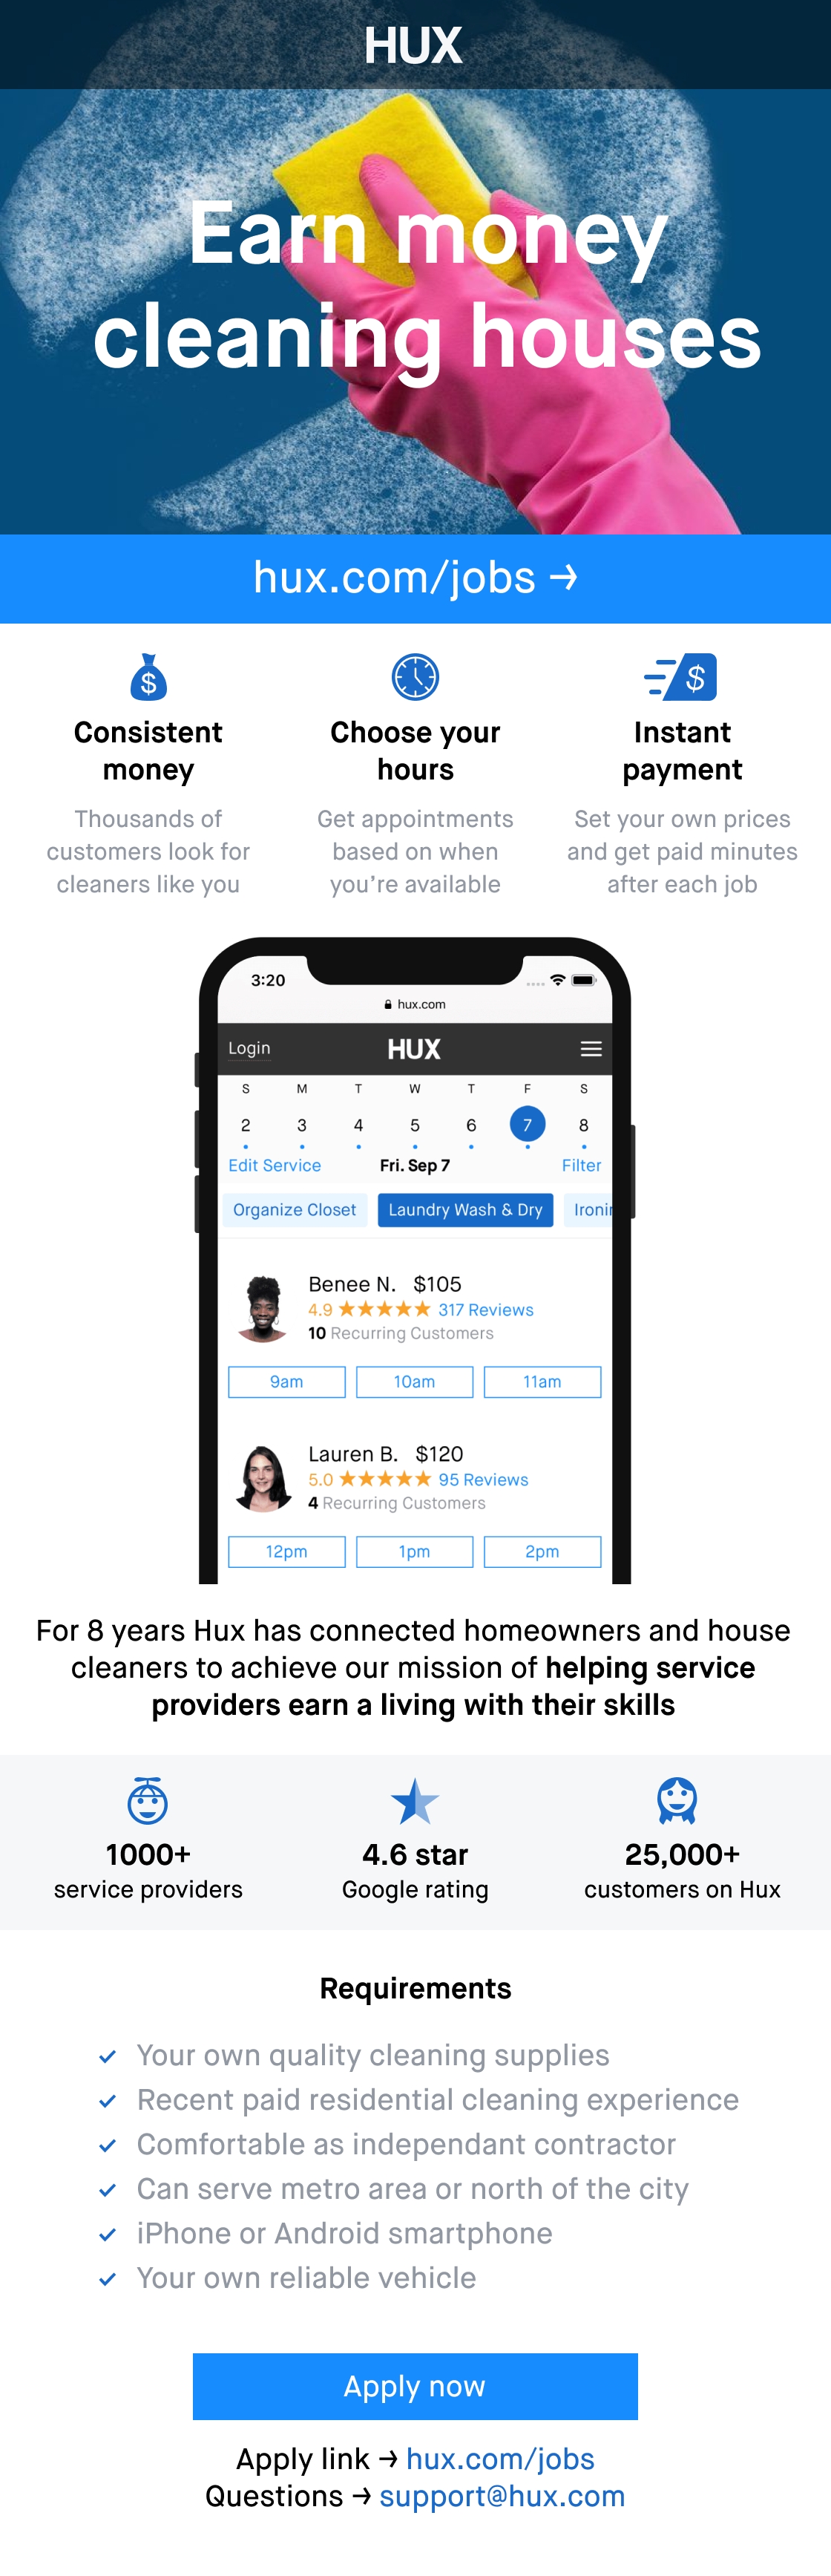 HUX
Earn money
cleaning houses
hux.com/jobs →
Consistent
money
Thousands of
customers look for
cleaners like you
Choose your
hours
Get appointments
based on when
you’re available
Instant
payment
Set your own prices
and get paid minutes
after each job
3:20
hux.com
Login HUX
S M T W T F S
2 3 4 5 6 7 8
Edit Service Fri. Sep 7 Filter
Organize Closet Laundry Wash & Dry Ironin
Benee N. $105
4.9 ★★★★★ 317 Reviews
10 Recurring Customers
9am 10am 11am
Lauren B. $120
5.0 ★★★★★ 95 Reviews
4 Recurring Customers
12pm 1pm 2pm
For 8 years Hux has connected homeowners and house
cleaners to achieve our mission of helping service
providers earn a living with their skills
1000+
service providers
4.6 star
Google rating
25,000+
customers on Hux
Requirements
✓ Your own quality cleaning supplies
✓ Recent paid residential cleaning experience
✓ Comfortable as independant contractor
✓ Can serve metro area or north of the city
✓ iPhone or Android smartphone
✓ Your own reliable vehicle
Apply now
Apply link → hux.com/jobs
Questions → support@hux.com